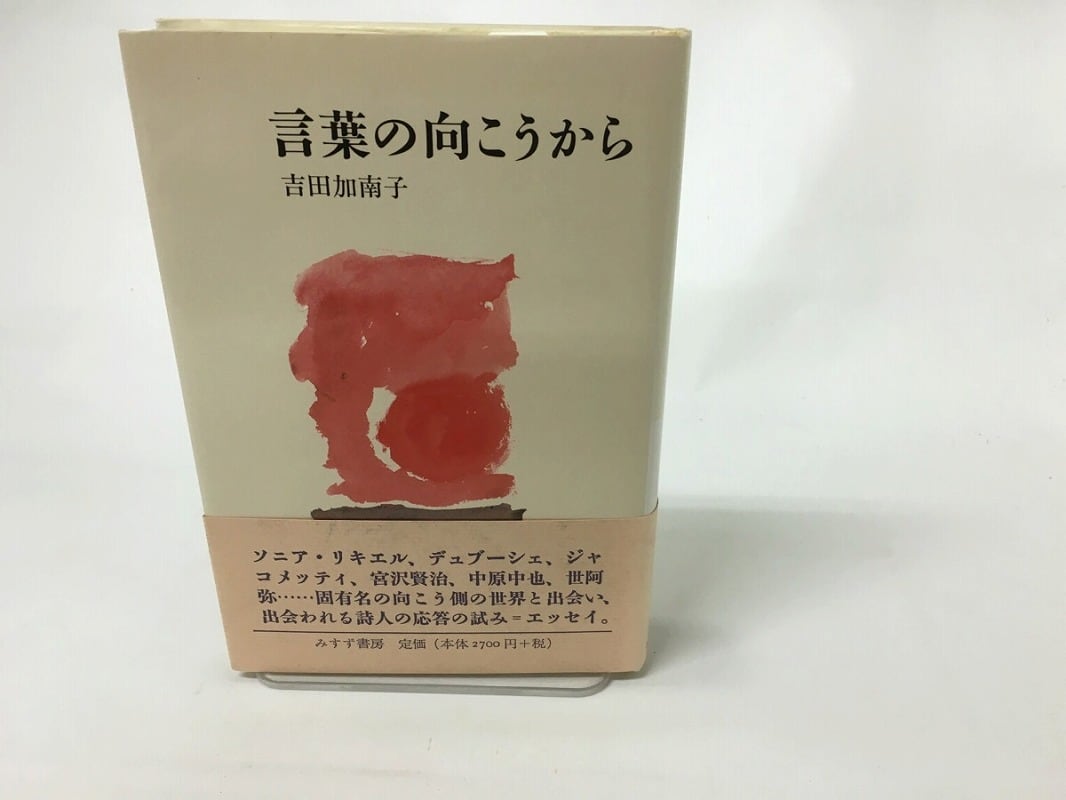 言葉の向こうから
吉田加南子
ソニア・リキエル、デュブーシェ、ジャ
コメッティ、宮沢賢治、中原中也、世阿
弥……固有名の向こう側の世界と出会い、
出会われる詩人の応答の試み＝エッセイ。
みすず書房　定価（本体2700円＋税）